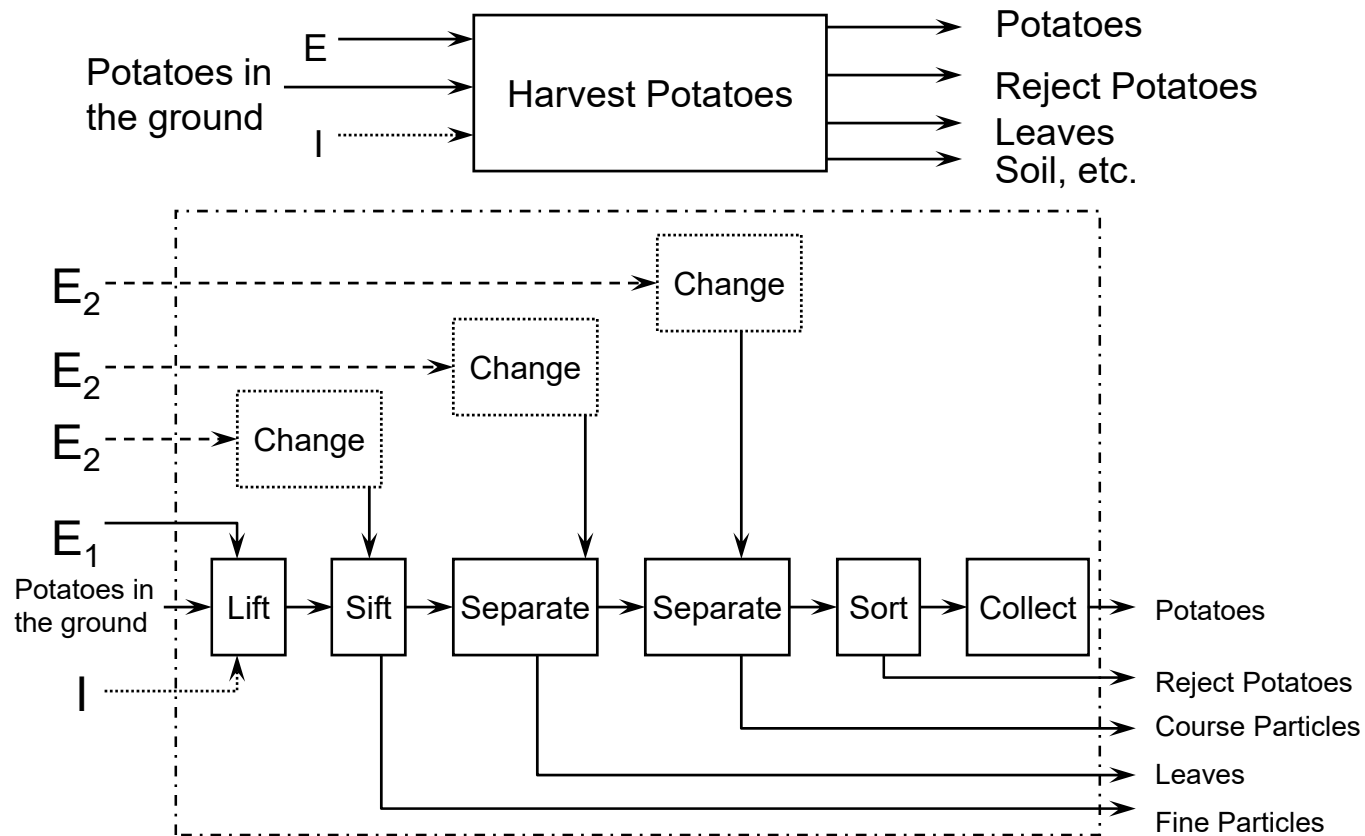 E
Potatoes in
the ground
I
Harvest Potatoes
Potatoes
Reject Potatoes
Leaves
Soil, etc.
E2
Change
E2
Change
E2
Change
E1
Potatoes in
the ground
I
Lift
Sift
Separate
Separate
Sort
Collect
Potatoes
Reject Potatoes
Course Particles
Leaves
Fine Particles